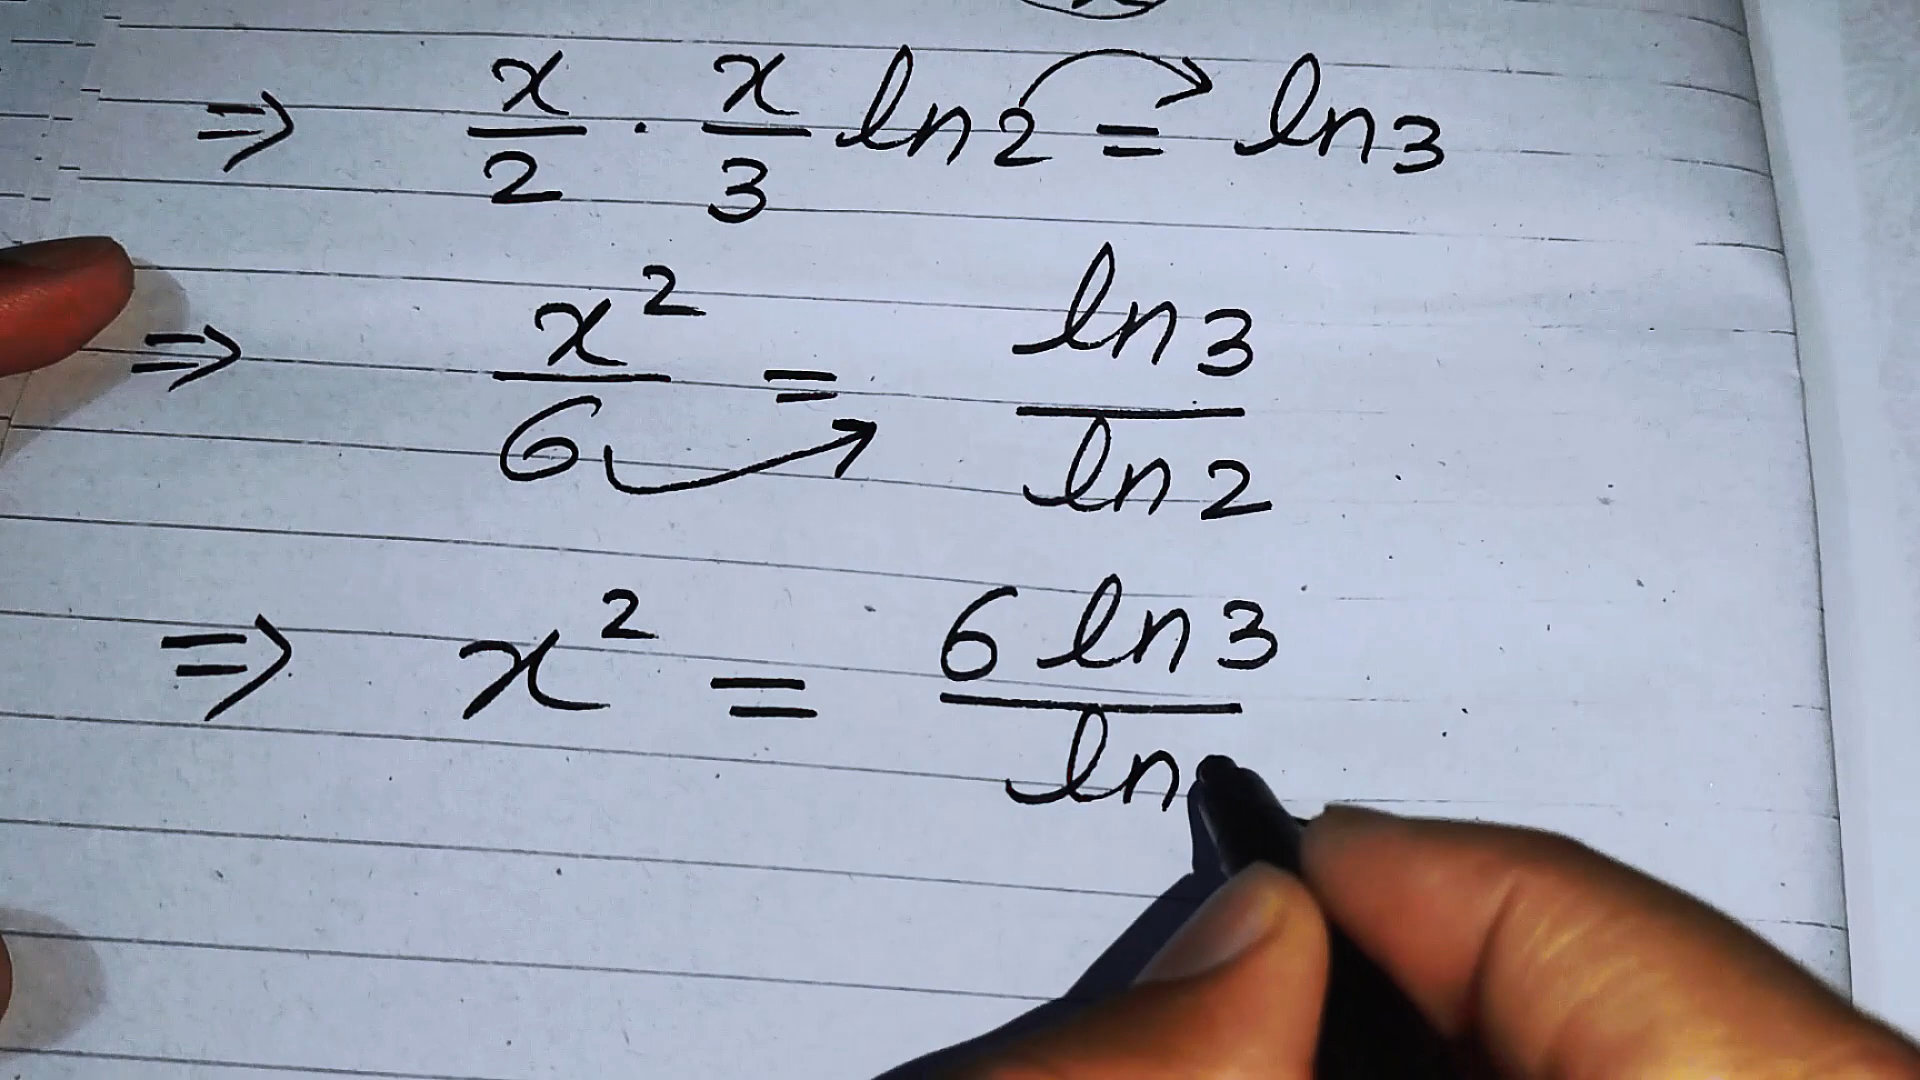 ⇒ x/2 · x/3 ln2 = ln3
⇒ x²/6 = ln3/ln2
⇒ x² = 6 ln3/ln